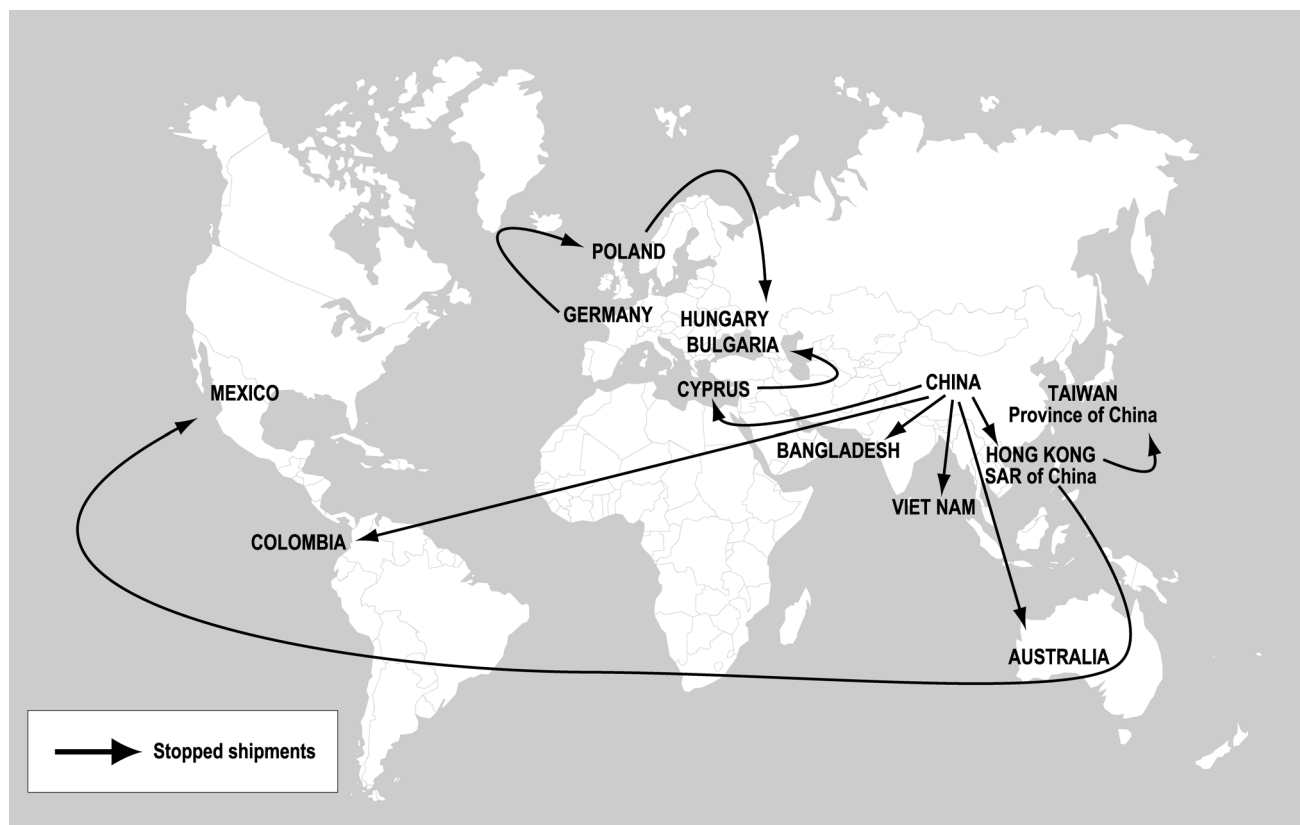 POLAND
GERMANY
HUNGARY
BULGARIA
CYPRUS
CHINA
MEXICO
TAIWAN
Province of China
BANGLADESH
HONG KONG
SAR of China
VIET NAM
COLOMBIA
AUSTRALIA
Stopped shipments